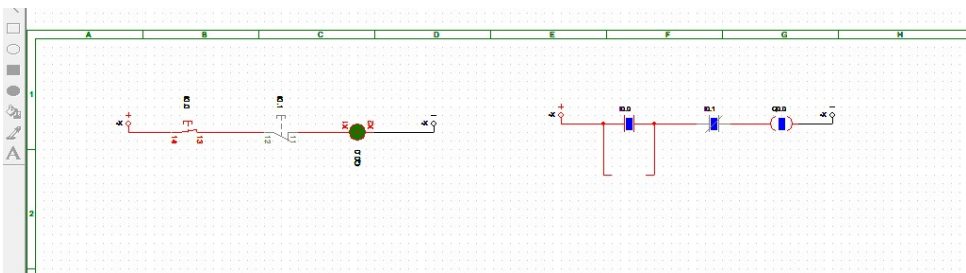 A B C D E F G H
1
I0.0 I0.1 I0.0 I0.1 Q0.0
+ − + −
-X -X -X -X
14 13 12 11 X1 X2
Q0.0
2
A